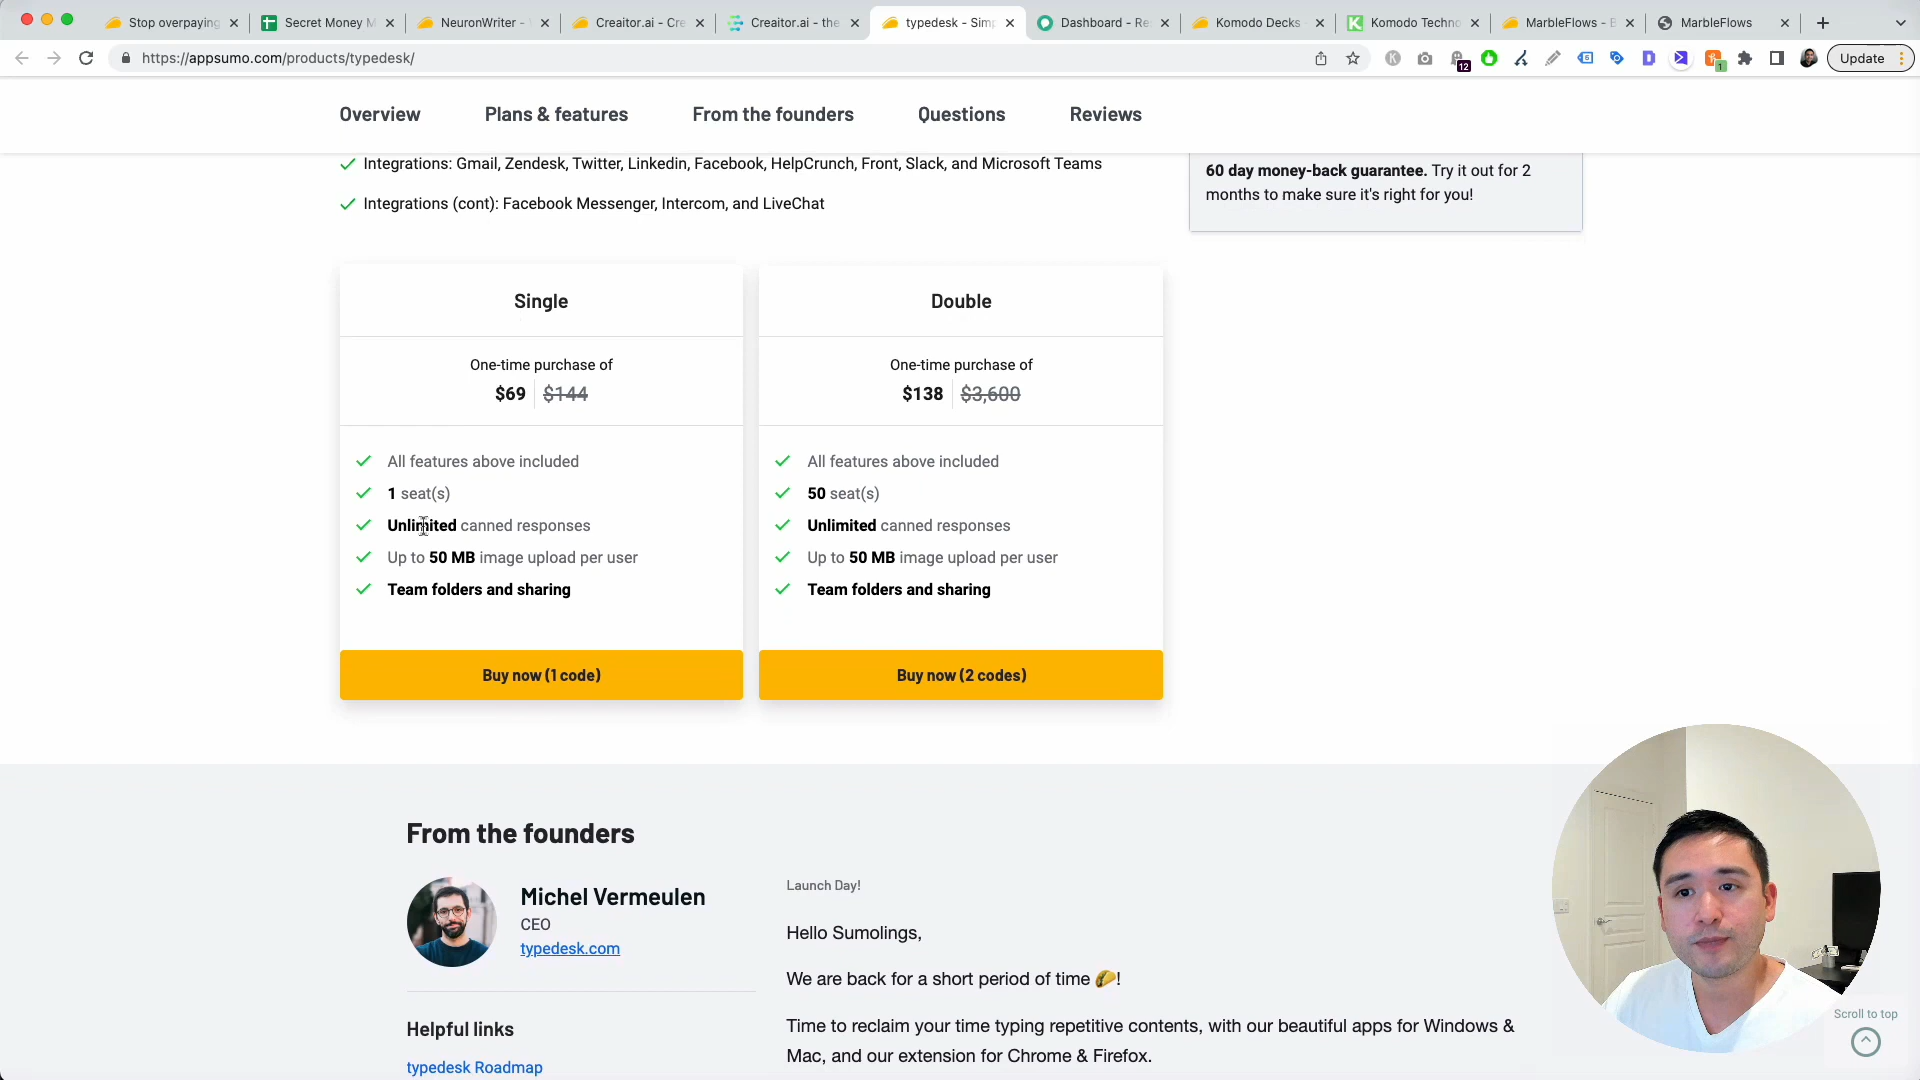 Stop overpaying
Secret Money M
NeuronWriter -
Creaitor.ai - Cre
Creaitor.ai - the
typedesk - Simp
Dashboard - Re
Komodo Decks
Komodo Techno
MarbleFlows - E
MarbleFlows
https://appsumo.com/products/typedesk/
12
1
Update
Overview
Plans & features
From the founders
Questions
Reviews
Integrations: Gmail, Zendesk, Twitter, Linkedin, Facebook, HelpCrunch, Front, Slack, and Microsoft Teams
Integrations (cont): Facebook Messenger, Intercom, and LiveChat
60 day money-back guarantee. Try it out for 2
months to make sure it's right for you!
Single
One-time purchase of
$69 $144
All features above included
1 seat(s)
Unlimited canned responses
Up to 50 MB image upload per user
Team folders and sharing
Buy now (1 code)
Double
One-time purchase of
$138 $3,600
All features above included
50 seat(s)
Unlimited canned responses
Up to 50 MB image upload per user
Team folders and sharing
Buy now (2 codes)
From the founders
Michel Vermeulen
CEO
typedesk.com
Helpful links
typedesk Roadmap
Launch Day!
Hello Sumolings,
We are back for a short period of time 🌮!
Time to reclaim your time typing repetitive contents, with our beautiful apps for Windows &
Mac, and our extension for Chrome & Firefox.
Scroll to top